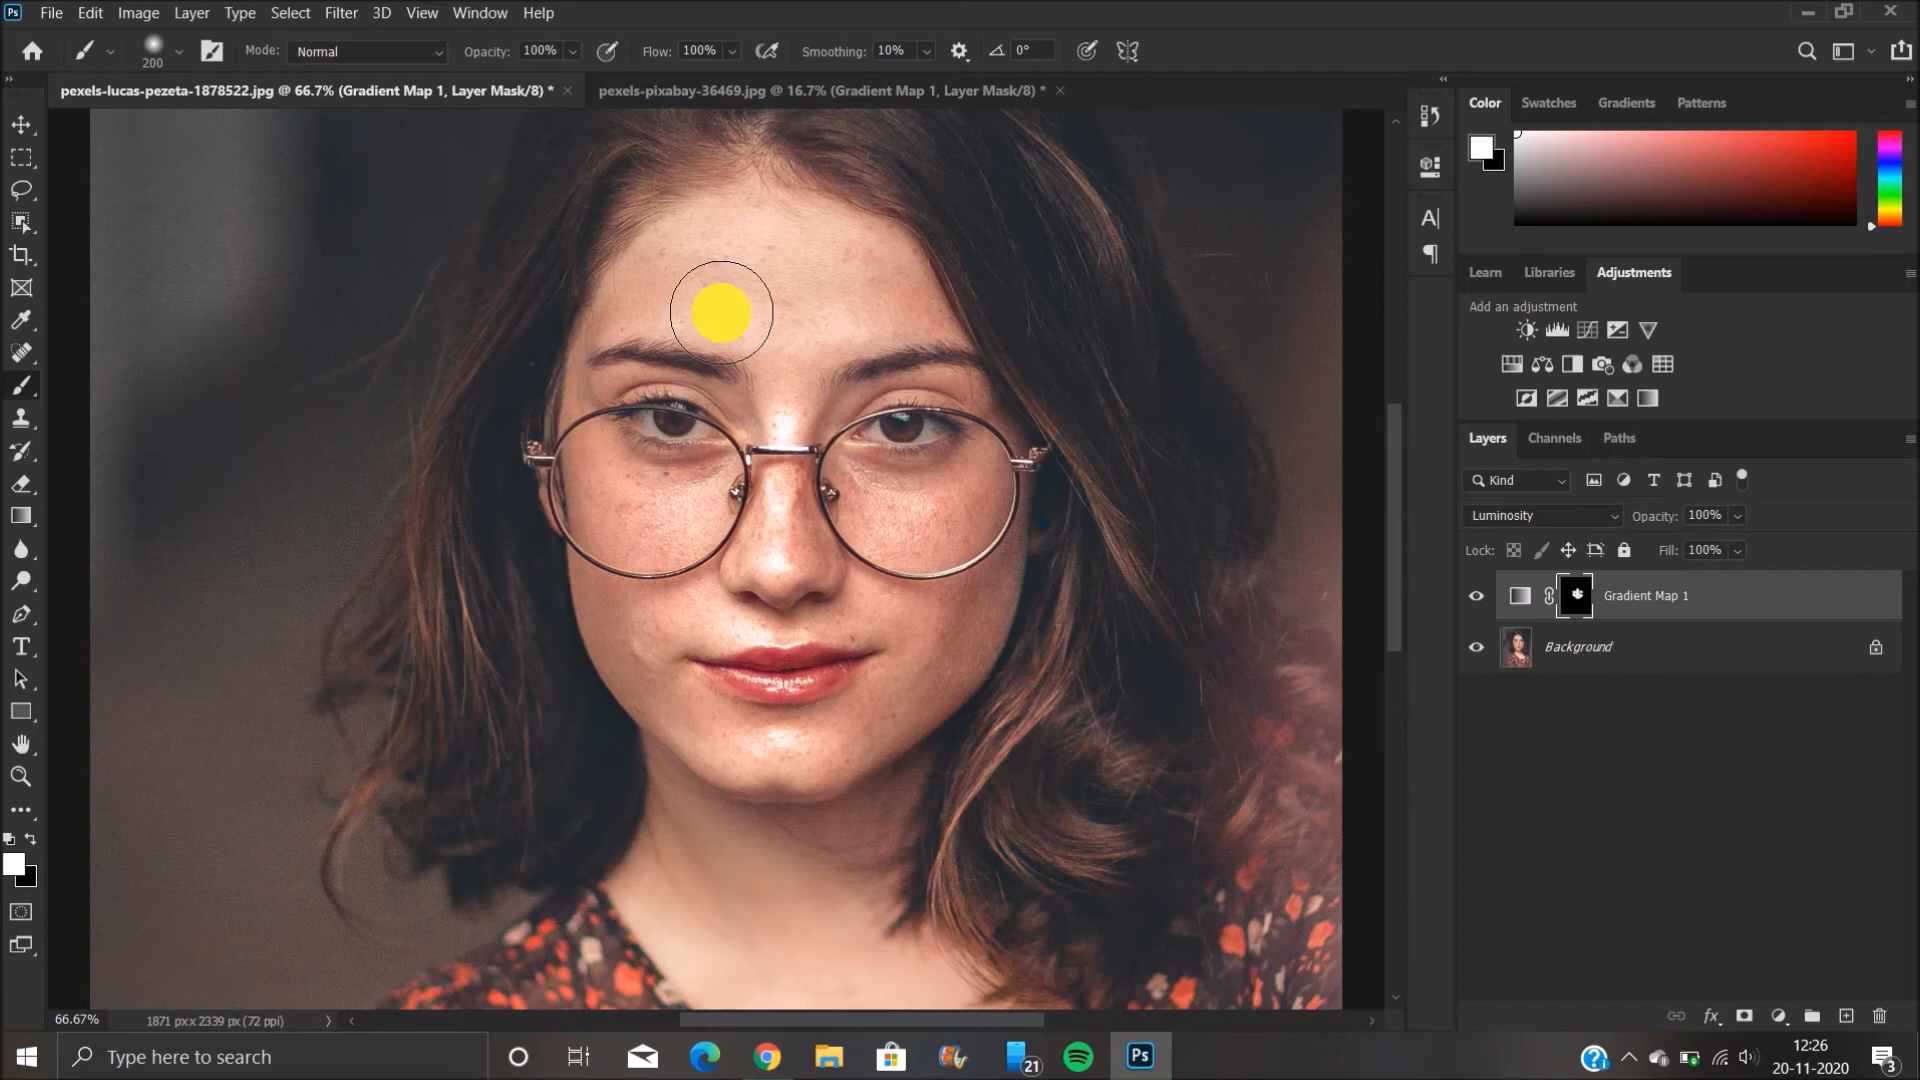 Ps File Edit Image Layer Type Select Filter 3D View Window Help
200 Mode: Normal Opacity: 100% Flow: 100% Smoothing: 10% 0°
pexels-lucas-pezeta-1878522.jpg @ 66.7% (Gradient Map 1, Layer Mask/8) * pexels-pixabay-36469.jpg @ 16.7% (Gradient Map 1, Layer Mask/8) *
Color Swatches Gradients Patterns
Learn Libraries Adjustments
Add an adjustment
Layers Channels Paths
Kind
Luminosity Opacity: 100%
Lock: Fill: 100%
Gradient Map 1
Background
66.67% 1871 px x 2339 px (72 ppi)
Type here to search 21 Ps 12:26
20-11-2020 3